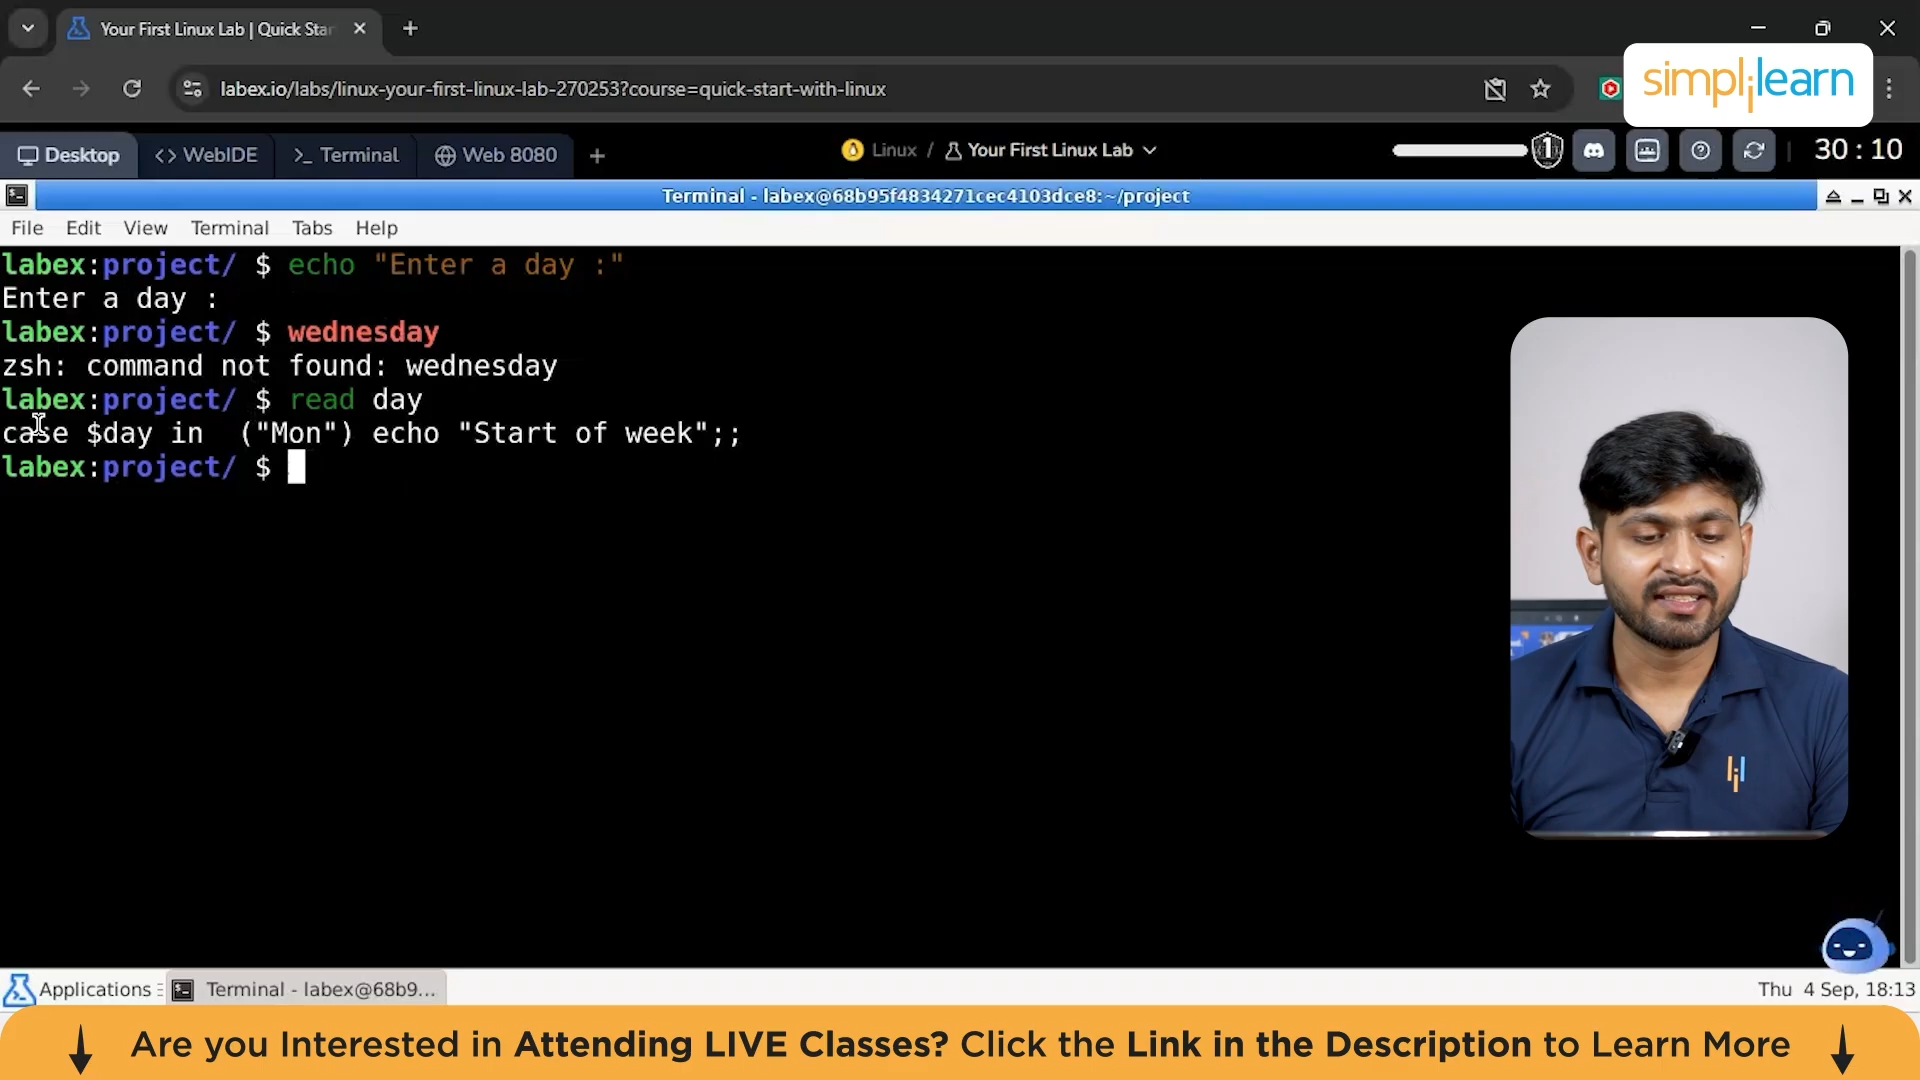 Your First Linux Lab | Quick Star
labex.io/labs/linux-your-first-linux-lab-270253?course=quick-start-with-linux
simplilearn
Desktop
<> WebIDE
>_ Terminal
Web 8080
Linux / Your First Linux Lab
1
30 : 10
Terminal - labex@68b95f4834271cec4103dce8:~/project
File Edit View Terminal Tabs Help
labex:project/ $ echo "Enter a day :"
Enter a day :
labex:project/ $ wednesday
zsh: command not found: wednesday
labex:project/ $ read day
case $day in  ("Mon") echo "Start of week";;
labex:project/ $
Applications
Terminal - labex@68b9...
Thu 4 Sep, 18:13
Are you Interested in Attending LIVE Classes? Click the Link in the Description to Learn More